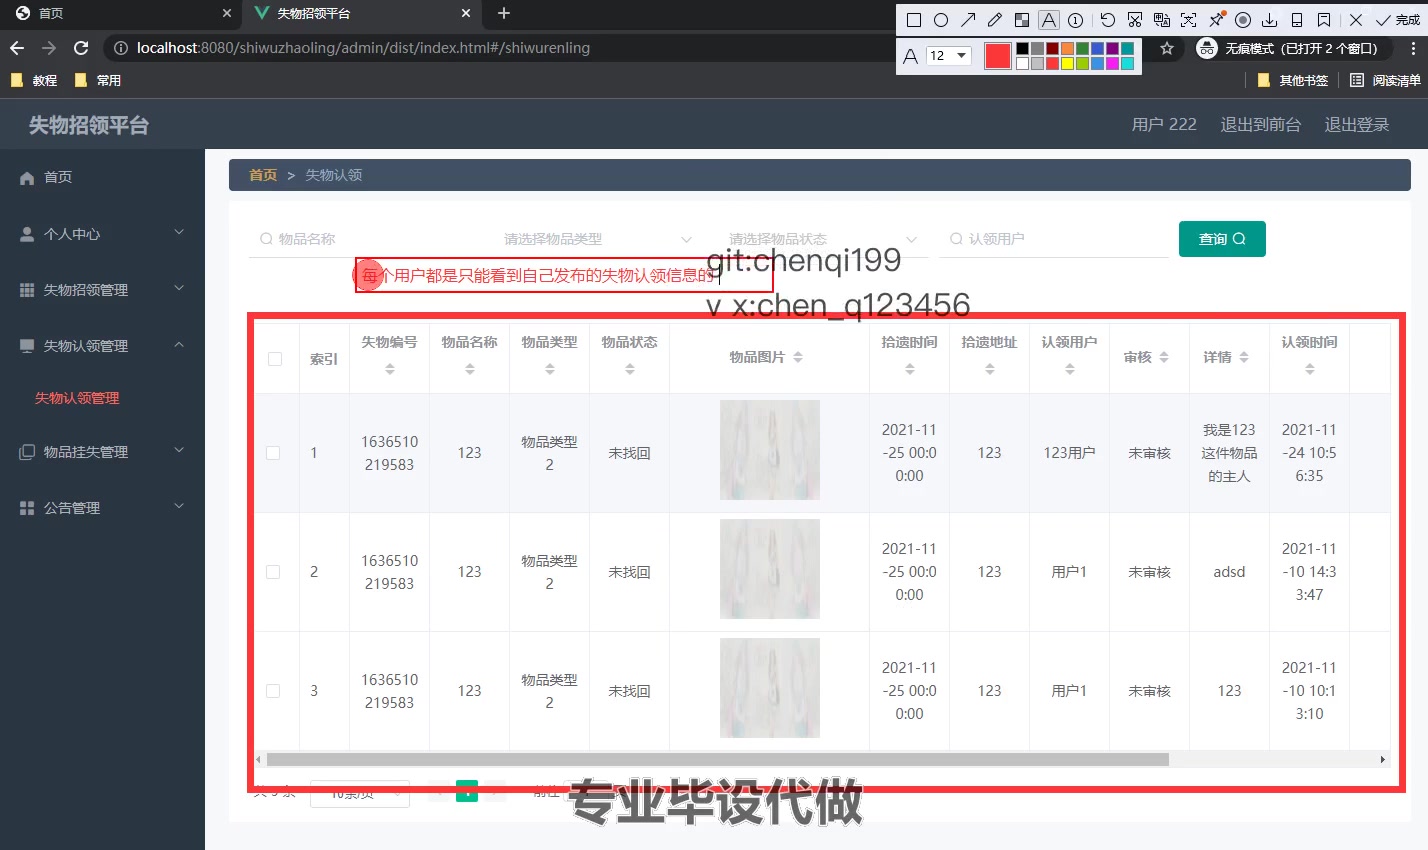 首页
失物招领平台
localhost:8080/shiwuzhaoling/admin/dist/index.html#/shiwurenling
完成
12
无痕模式（已打开 2 个窗口）
教程
常用
其他书签
阅读清单
失物招领平台
用户 222
退出到前台
退出登录
首页
个人中心
失物招领管理
失物认领管理
失物认领管理
物品挂失管理
公告管理
首页 > 失物认领
物品名称
请选择物品类型
请选择物品状态
认领用户
查询
每个用户都是只能看到自己发布的失物认领信息的
git:chenqi199
v x:chen_q123456
索引 失物编号 物品名称 物品类型 物品状态 物品图片 拾遗时间 拾遗地址 认领用户 审核 详情 认领时间
1 1636510219583 123 物品类型2 未找回 2021-11-25 00:00:00 123 123用户 未审核 我是123这件物品的主人 2021-11-24 10:56:35
2 1636510219583 123 物品类型2 未找回 2021-11-25 00:00:00 123 用户1 未审核 adsd 2021-11-10 14:33:47
3 1636510219583 123 物品类型2 未找回 2021-11-25 00:00:00 123 用户1 未审核 123 2021-11-10 10:13:10
10条/页
前往
专业毕设代做